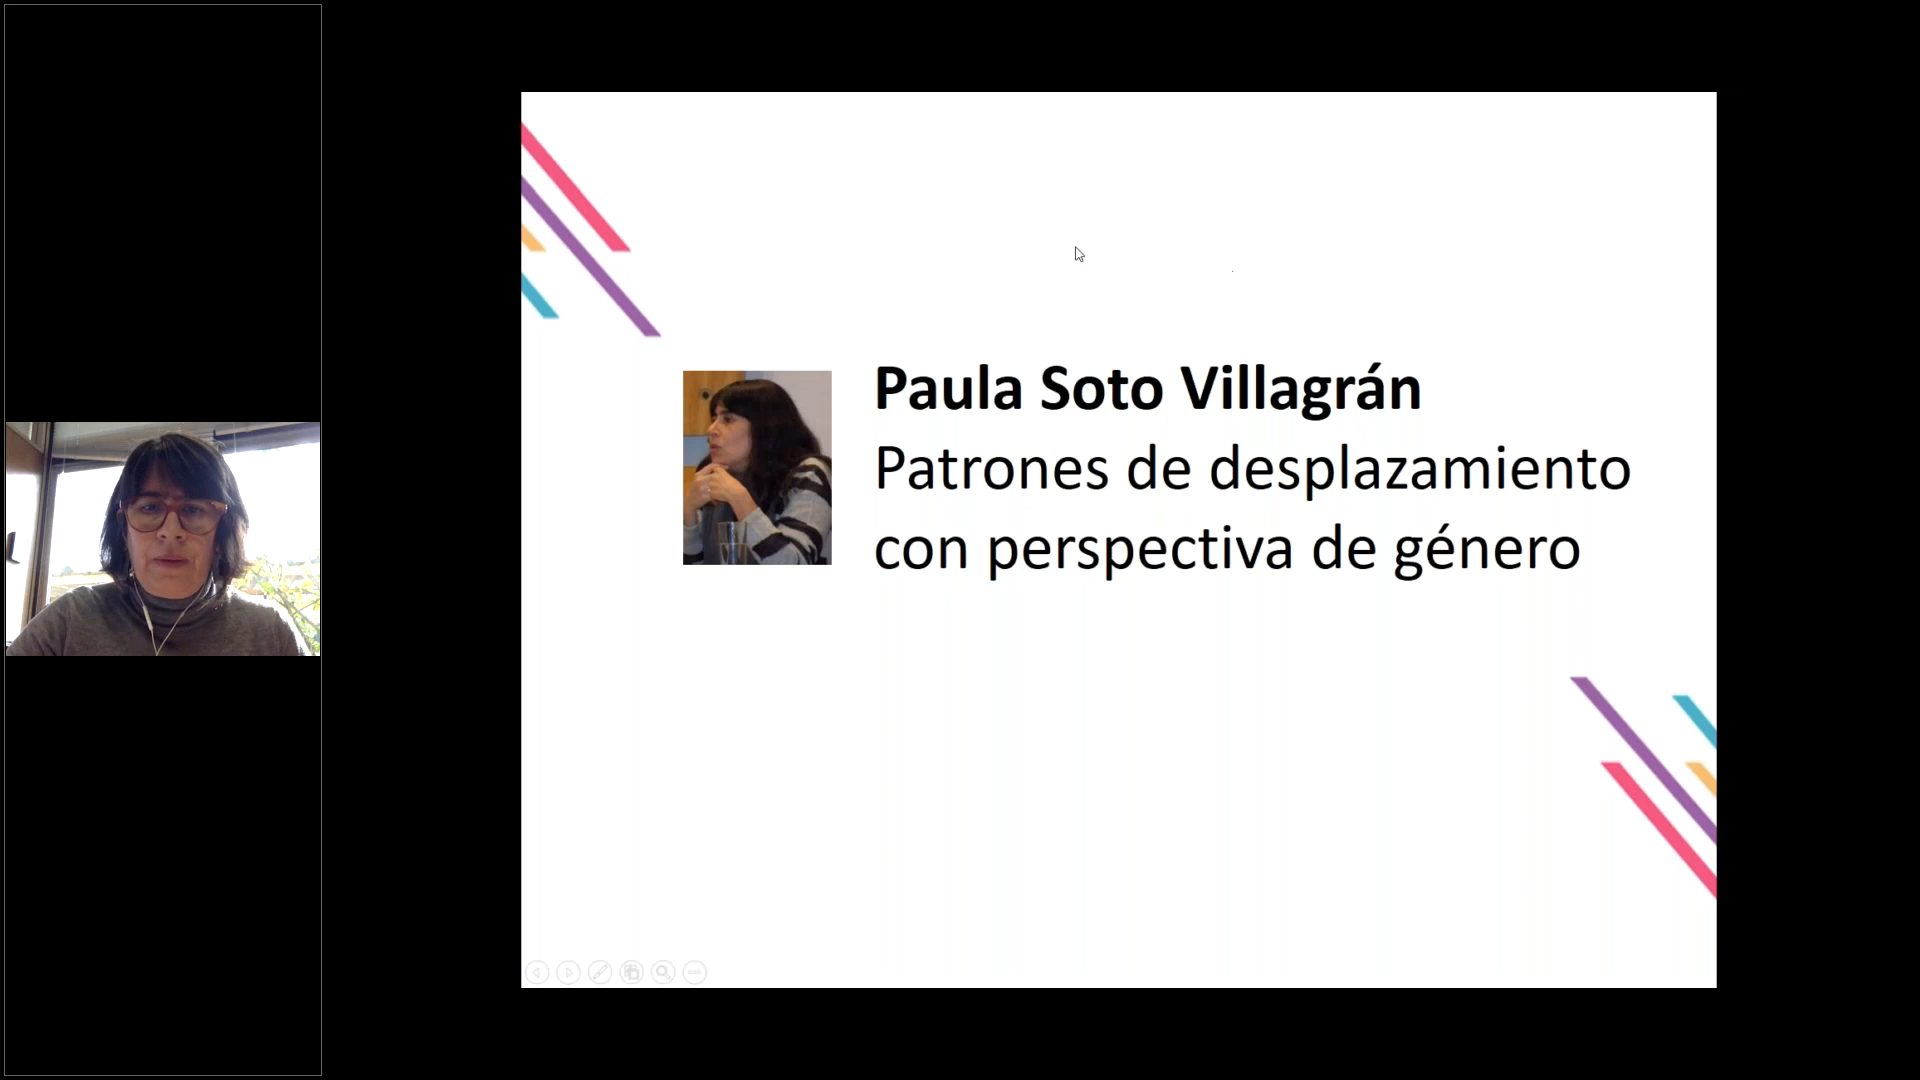 Paula Soto Villagrán
Patrones de desplazamiento
con perspectiva de género